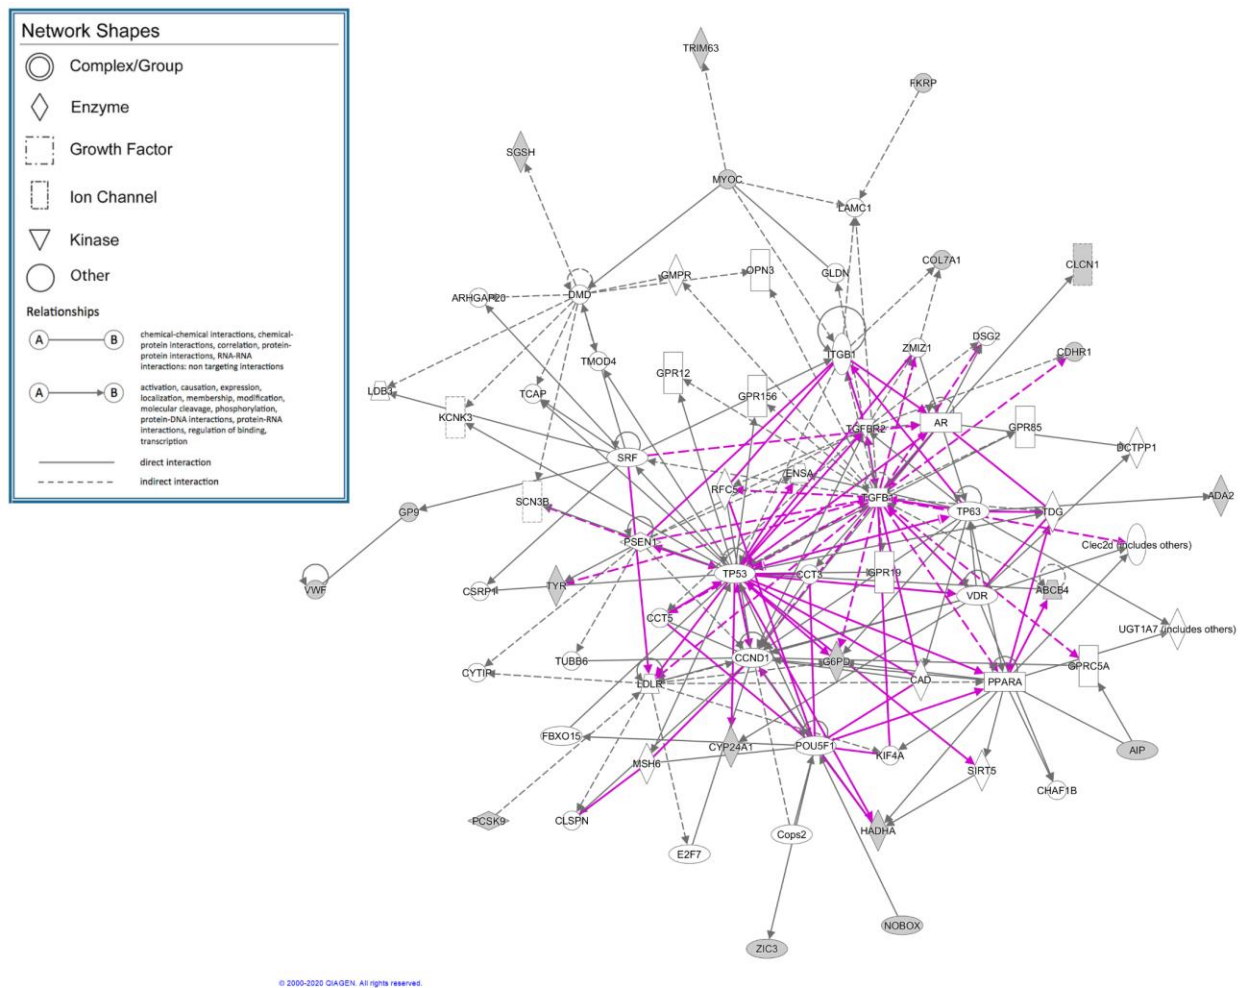 Network Shapes
Complex/Group
Enzyme
Growth Factor
Ion Channel
Kinase
Other
Relationships
A B
chemical-chemical interactions, chemical-
protein interactions, correlation, protein-
protein interactions, RNA-RNA
interactions: non targeting interactions
A B
activation, causation, expression,
localization, membership, modification,
molecular cleavage, phosphorylation,
protein-DNA interactions, protein-RNA
interactions, regulation of binding,
transcription
direct interaction
indirect interaction
TRIM63
FKRP
SGSH
MYOC
LAMC1
COL7A1
CLCN1
GMPR
OPN3
GLDN
ARHGAP20
DMD
DSG2
ZMIZ1
CDHR1
ITGB1
TMOD4
GPR12
LDB3
TCAP
GPR156
KCNK3
TGFBR2
AR
GPR85
DCTPP1
SRF
ENSA
RFC5
TGFB1
ADA2
SCN3B
GP9
TP63
TDG
PSEN1
Clec2d (includes others)
TP53
CCT3
GPR19
VWF
CSRP1
TYR
VDR
ABCB4
CCT5
UGT1A7 (includes others)
CCND1
TUBB6
G6PD
GPRC5A
CYTIP
LDLR
CAD
PPARA
FBXO15
CYP24A1
POU5F1
AIP
KIF4A
MSH6
SIRT5
CHAF1B
PCSK9
CLSPN
HADHA
Cops2
E2F7
NOBOX
ZIC3
© 2000-2020 QIAGEN. All rights reserved.